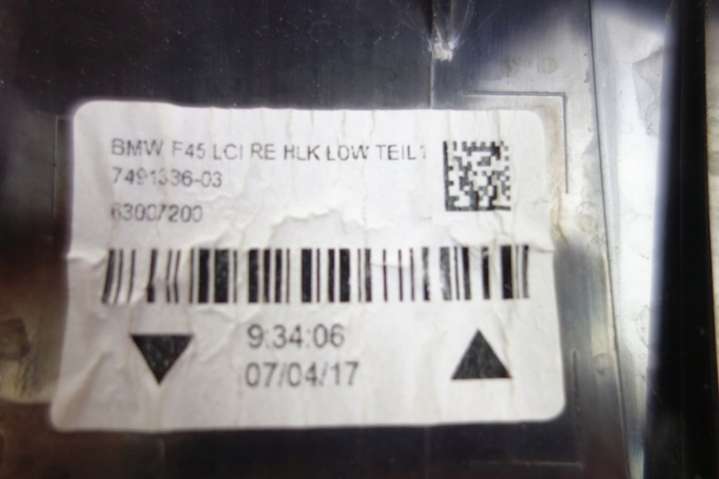 BMW F45 LCI RE HLK LOW TEIL1
7491336-03
63007200
9:34:06
07/04/17